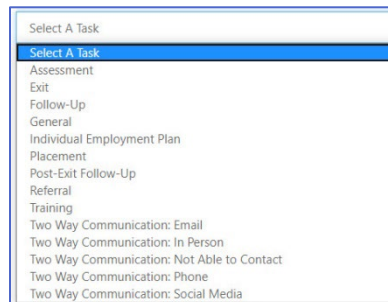 Select A Task
Select A Task
Assessment
Exit
Follow-Up
General
Individual Employment Plan
Placement
Post-Exit Follow-Up
Referral
Training
Two Way Communication: Email
Two Way Communication: In Person
Two Way Communication: Not Able to Contact
Two Way Communication: Phone
Two Way Communication: Social Media